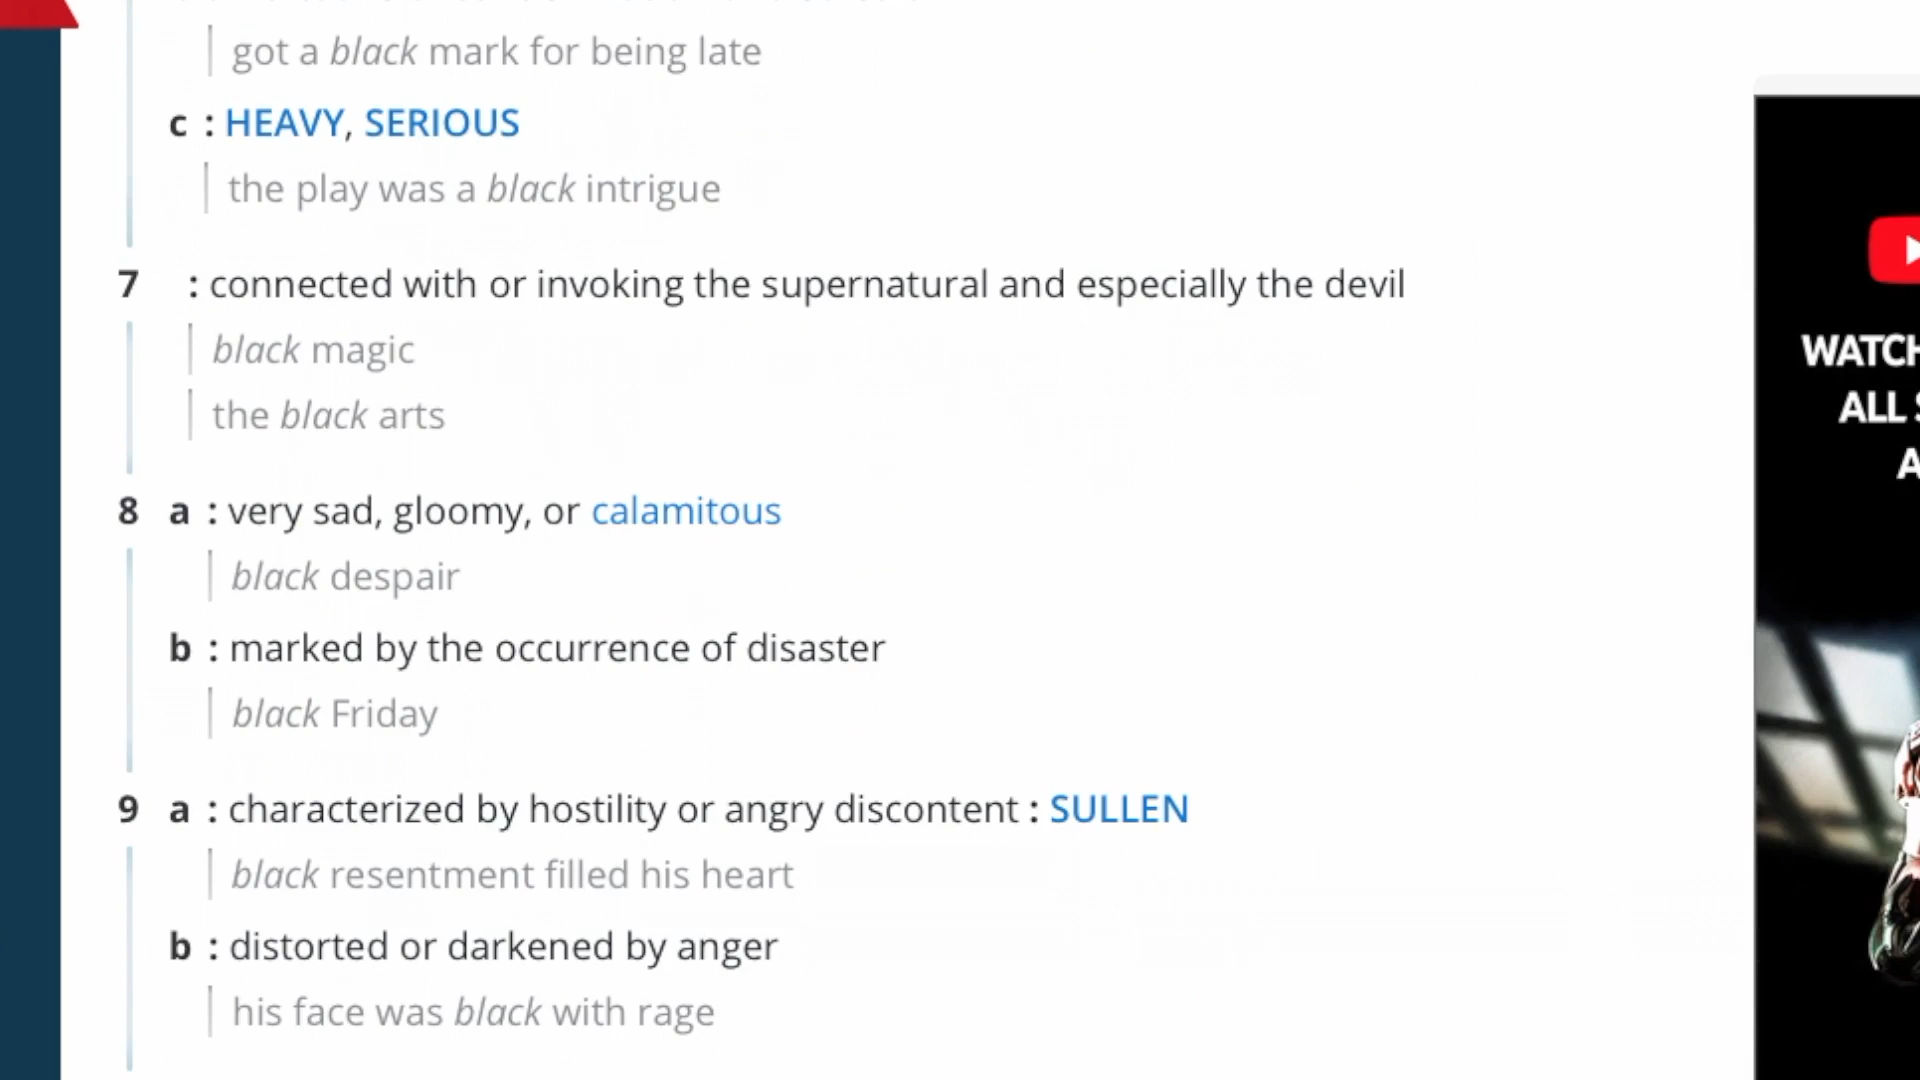 got a black mark for being late
c : HEAVY, SERIOUS
the play was a black intrigue
7 : connected with or invoking the supernatural and especially the devil
black magic
the black arts
8 a : very sad, gloomy, or calamitous
black despair
b : marked by the occurrence of disaster
black Friday
9 a : characterized by hostility or angry discontent : SULLEN
black resentment filled his heart
b : distorted or darkened by anger
his face was black with rage
WATCH
ALL S
A